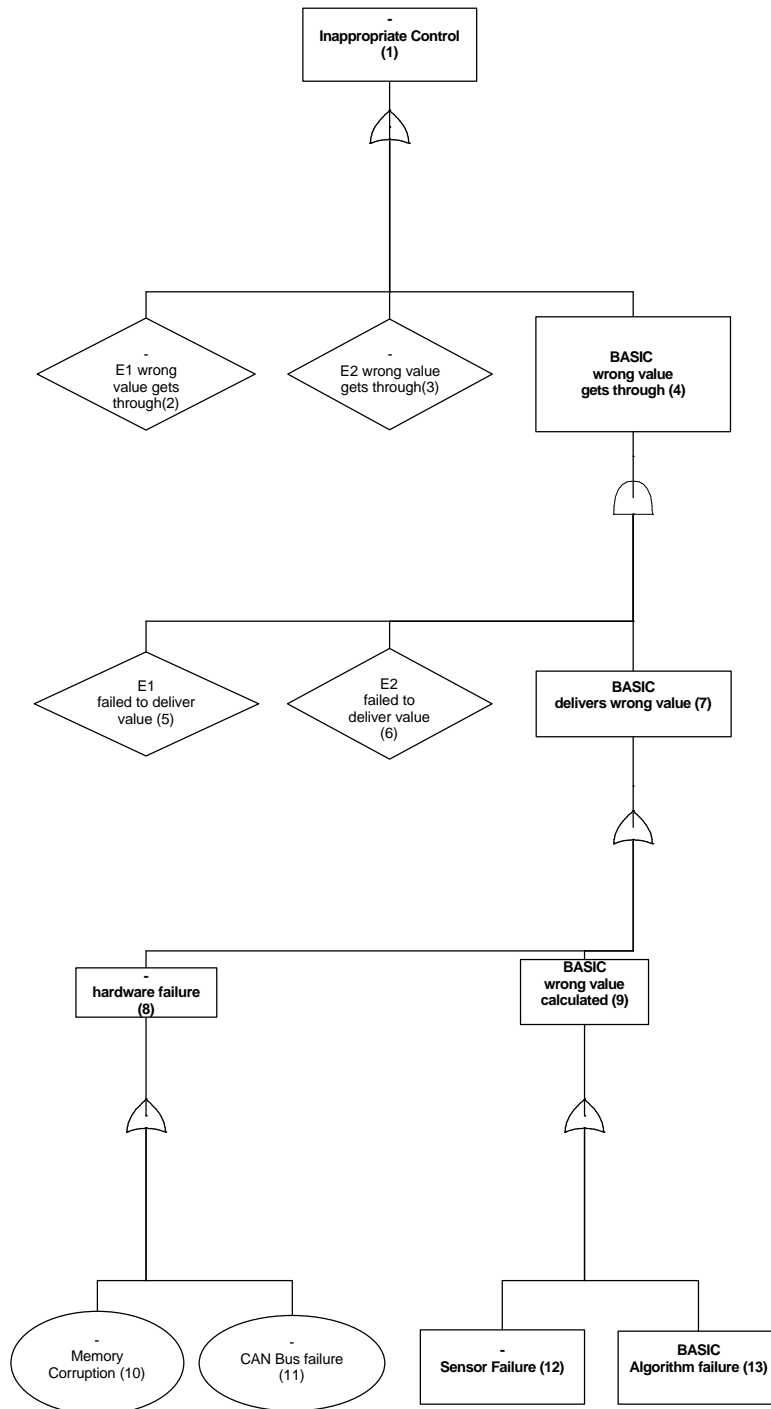 -
Inappropriate Control
(1)
-
E1 wrong
value gets
through(2)
-
E2 wrong value
gets through(3)
BASIC
wrong value
gets through (4)
E1
failed to deliver
value (5)
E2
failed to
deliver value
(6)
BASIC
delivers wrong value (7)
-
hardware failure
(8)
BASIC
wrong value
calculated (9)
-
Memory
Corruption (10)
-
CAN Bus failure
(11)
-
Sensor Failure (12)
BASIC
Algorithm failure (13)